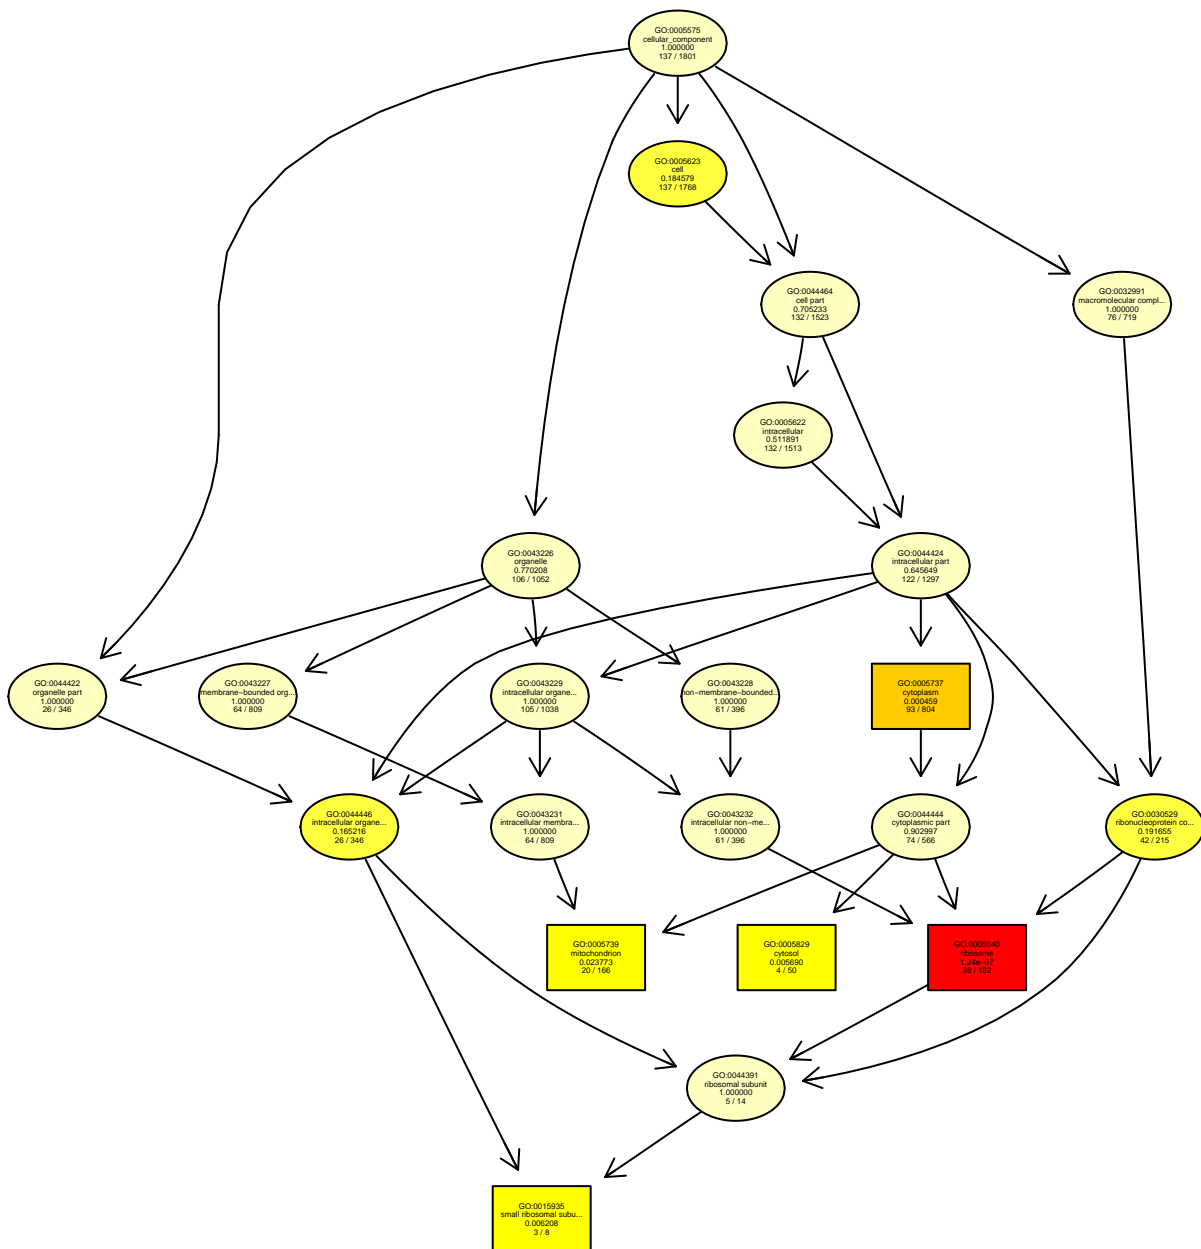 GO:0005575
cellular_component
1.000000
137 / 1801
GO:0005623
cell
0.184579
137 / 1768
GO:0044464
cell part
0.705233
132 / 1523
GO:0032991
macromolecular compl...
1.000000
76 / 719
GO:0005622
intracellular
0.511891
132 / 1513
GO:0043226
organelle
0.770208
106 / 1052
GO:0044424
intracellular part
0.645649
122 / 1297
GO:0044422
organelle part
1.000000
26 / 346
GO:0043227
membrane−bounded org...
1.000000
64 / 809
GO:0043229
intracellular organe...
1.000000
105 / 1038
GO:0043228
non−membrane−bounded...
1.000000
61 / 396
GO:0005737
cytoplasm
0.000459
93 / 804
GO:0044446
intracellular organe...
0.165216
26 / 346
GO:0043231
intracellular membra...
1.000000
64 / 809
GO:0043232
intracellular non−me...
1.000000
61 / 396
GO:0044444
cytoplasmic part
0.902997
74 / 566
GO:0030529
ribonucleoprotein co...
0.191655
42 / 215
GO:0005739
mitochondrion
0.023773
20 / 166
GO:0005829
cytosol
0.005690
4 / 50
GO:0005840
ribosome
1.24e−07
38 / 182
GO:0044391
ribosomal subunit
1.000000
5 / 14
GO:0015935
small ribosomal subu...
0.006208
3 / 8